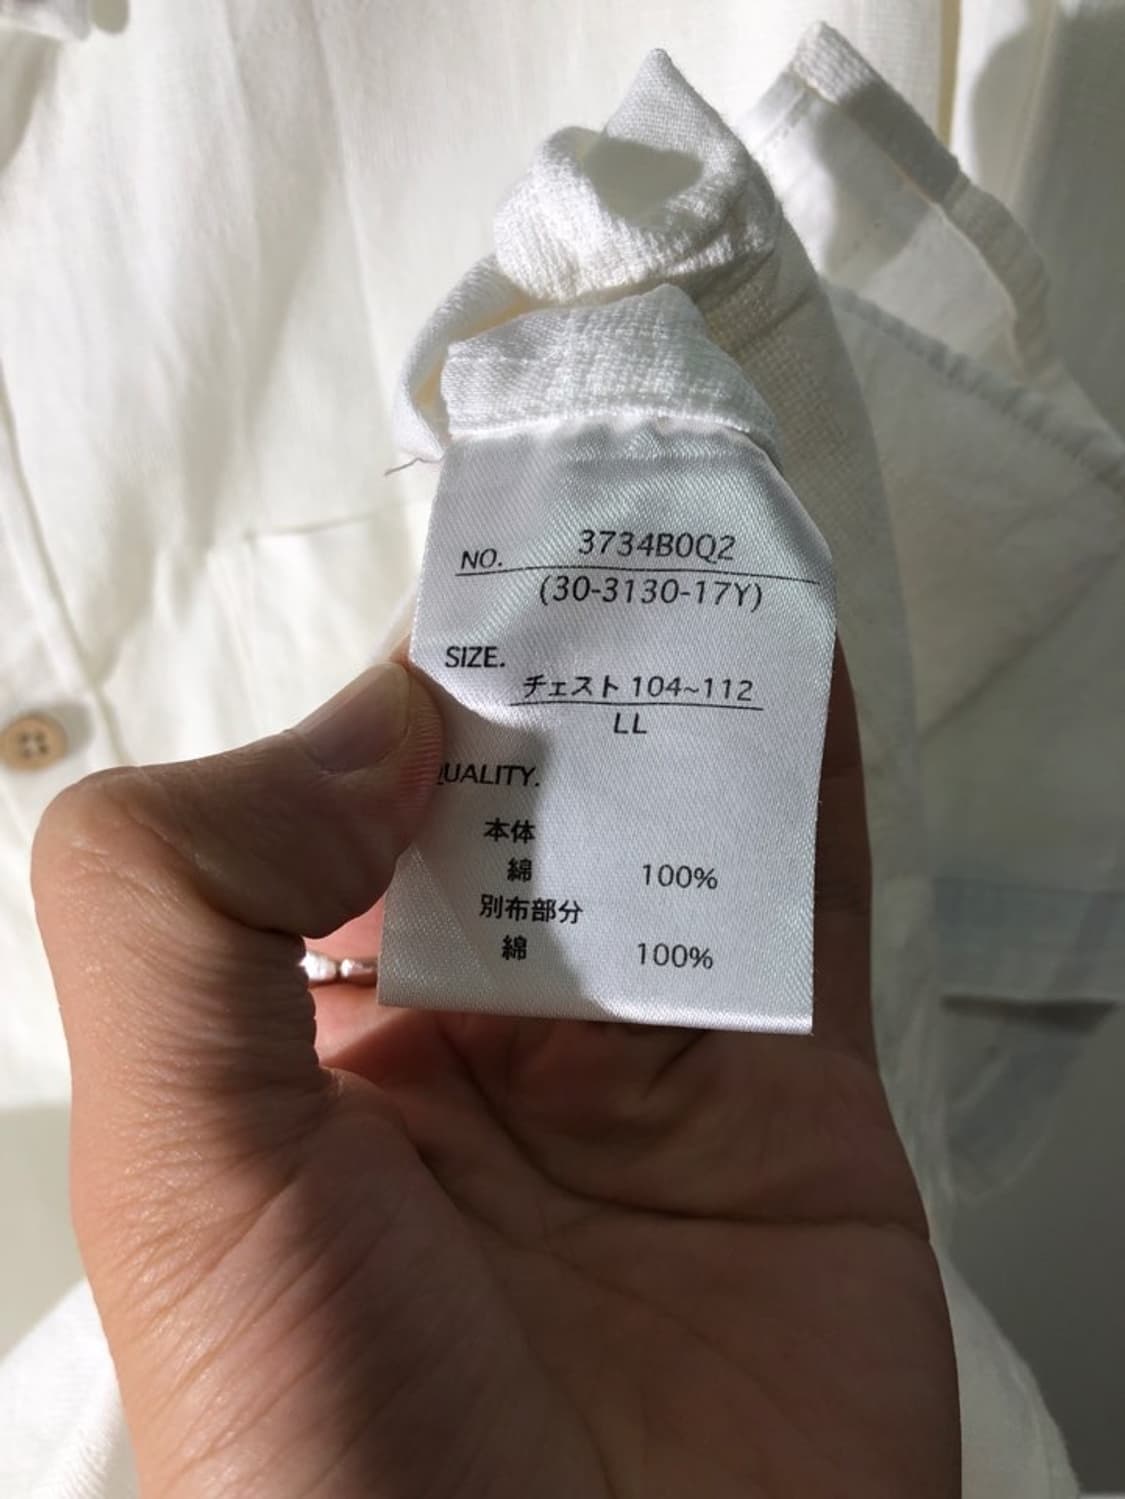 NO. 3734B0Q2
(30-3130-17Y)
SIZE.
チェスト 104~112
LL
QUALITY.
本体
綿 100%
別布部分
綿 100%